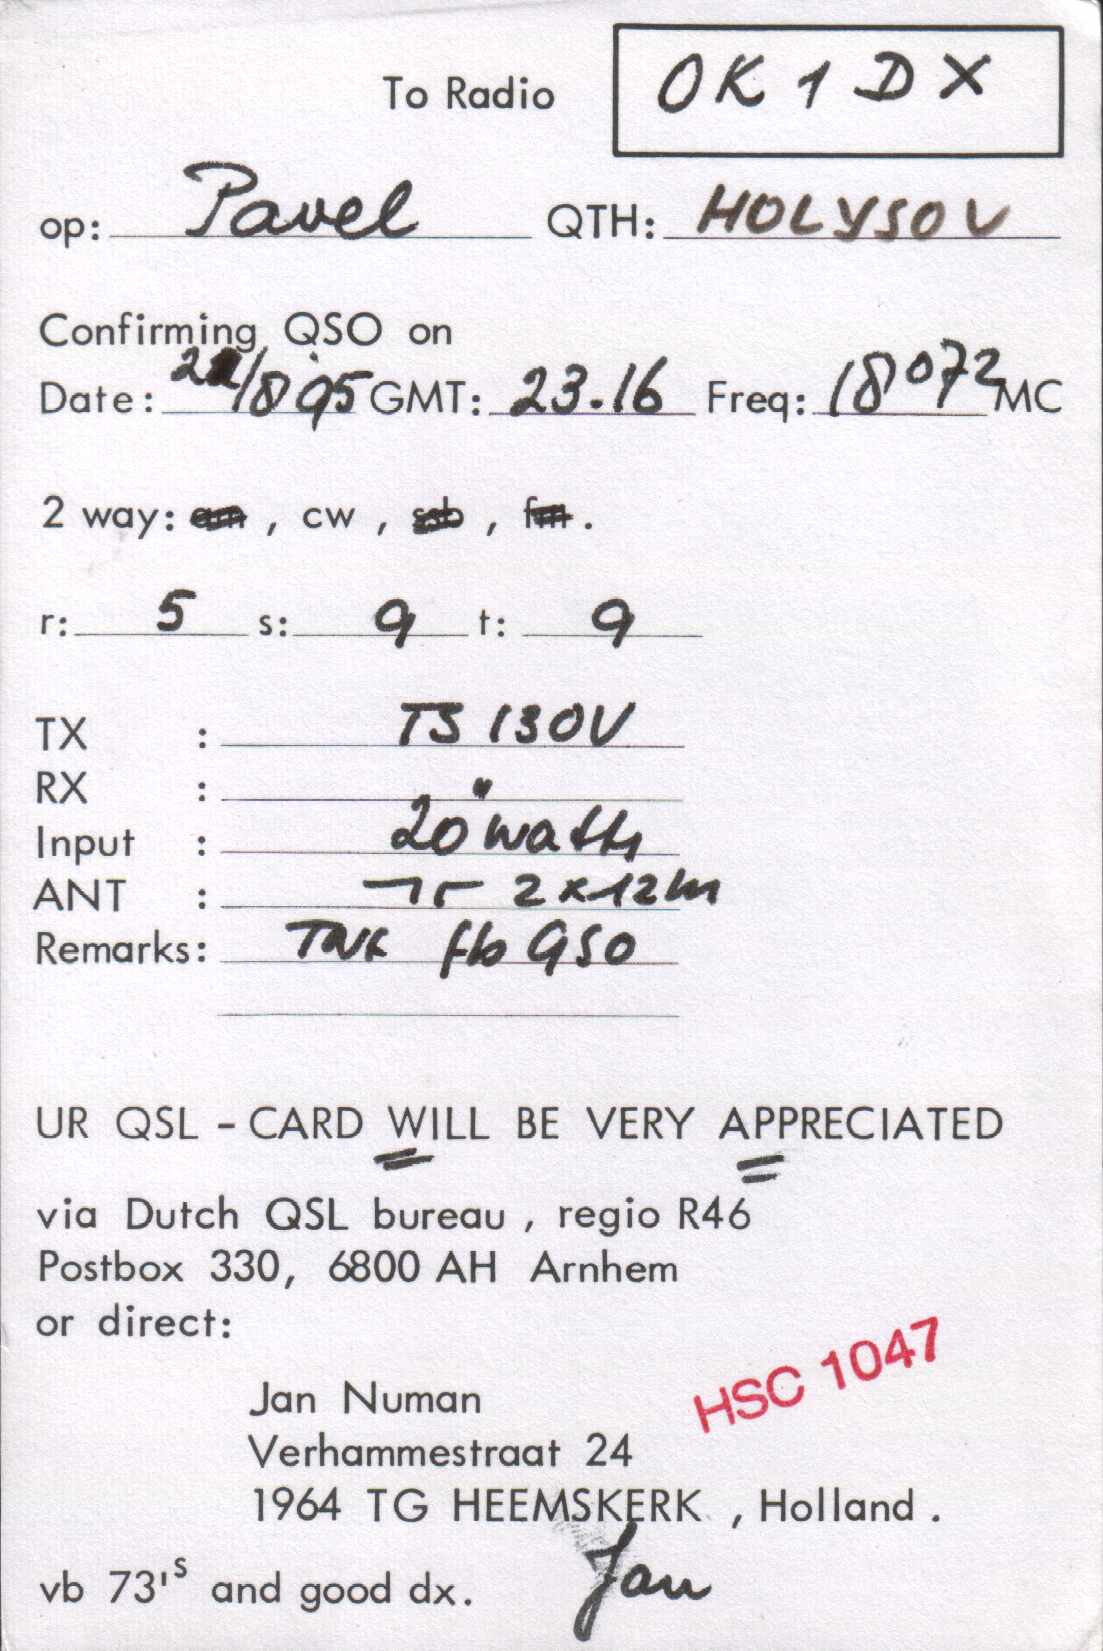 To Radio OK1DX
op: Pavel QTH: HOLYSOV
Confirming QSO on
Date: /8 95 GMT: 23.16 Freq: 18072 MC
2 way: am , cw , ssb , fm .
r: 5 s: 9 t: 9
TX : TS 130V
RX : "
Input : 20 watts
ANT : 2x12m
Remarks: TNX fb QSO
UR QSL - CARD WILL BE VERY APPRECIATED
via Dutch QSL bureau , regio R46
Postbox 330, 6800 AH Arnhem
or direct:
Jan Numan
Verhammestraat 24
1964 TG HEEMSKERK , Holland .
HSC 1047
vb 73's and good dx. Jan